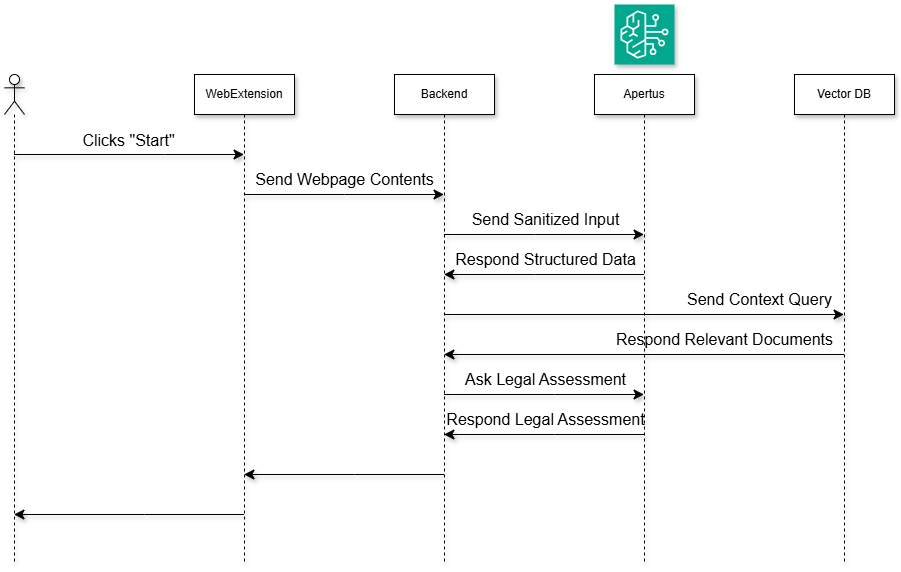 WebExtension
Backend
Apertus
Vector DB
Clicks "Start"
Send Webpage Contents
Send Sanitized Input
Respond Structured Data
Send Context Query
Respond Relevant Documents
Ask Legal Assessment
Respond Legal Assessment